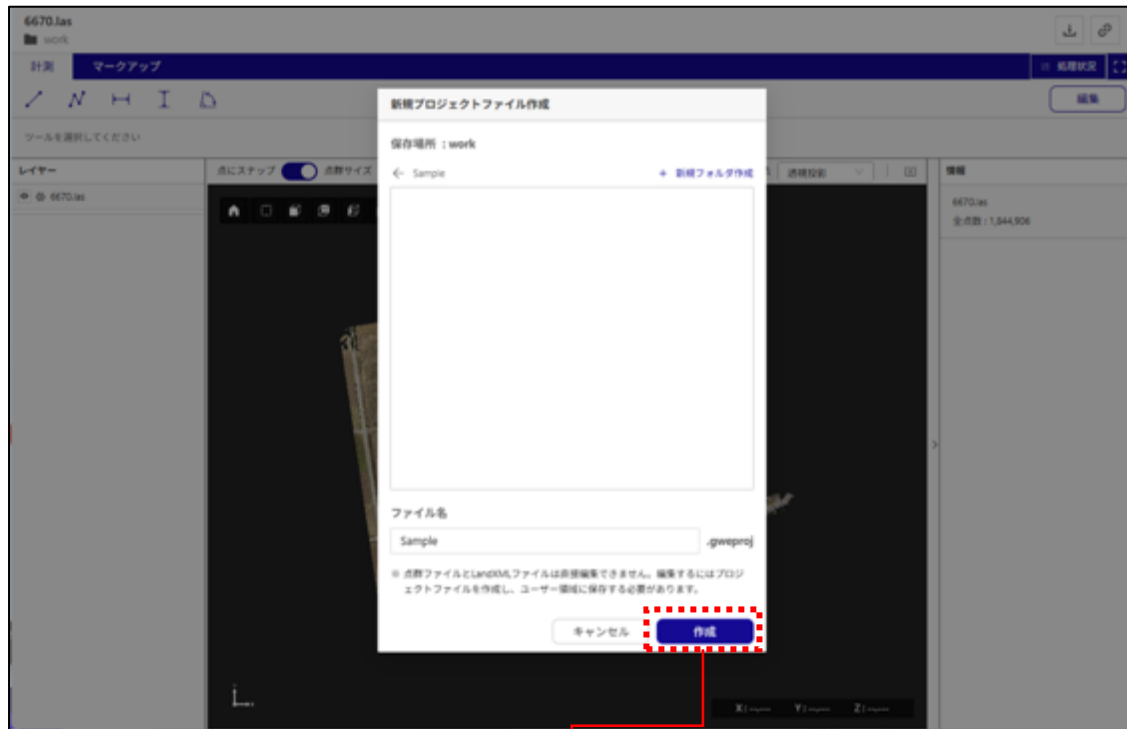 6670.las
work
計測 マークアップ 処理状況
編集
ツールを選択してください
レイヤー 点にスナップ 点群サイズ 透視投影 情報
6670.las
6670.las
全点数 : 1,844,906
新規プロジェクトファイル作成
保存場所 : work
← Sample + 新規フォルダ作成
ファイル名
Sample .gweproj
※ 点群ファイルとLandXMLファイルは直接編集できません。編集するにはプロジ
ェクトファイルを作成し、ユーザー領域に保存する必要があります。
キャンセル 作成
X: Y: Z: